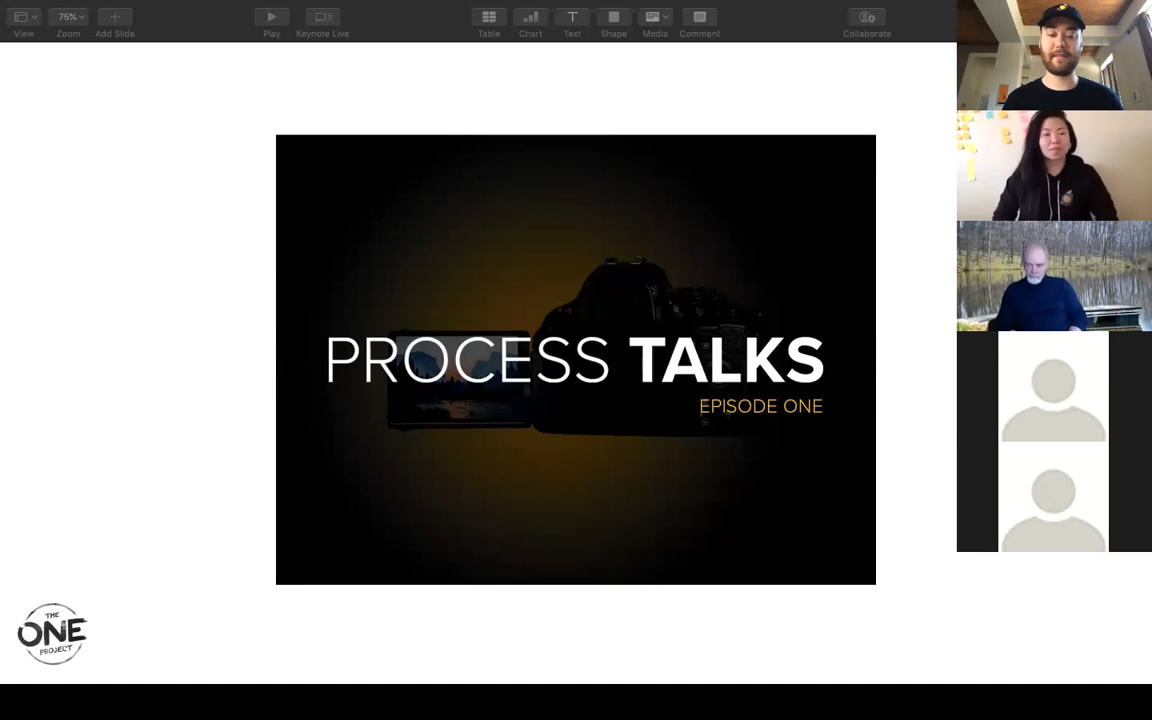 View
76%
Zoom
Add Slide
Play
Keynote Live
Table
Chart
Text
Shape
Media
Comment
Collaborate
PROCESS TALKS
EPISODE ONE
THE
ONE
PROJECT